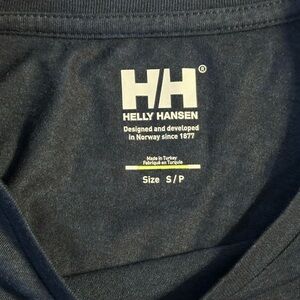 HH®
HELLY HANSEN
Designed and developed
in Norway since 1877
Made in Turkey
Fabriqué en Turquie
Size S/P